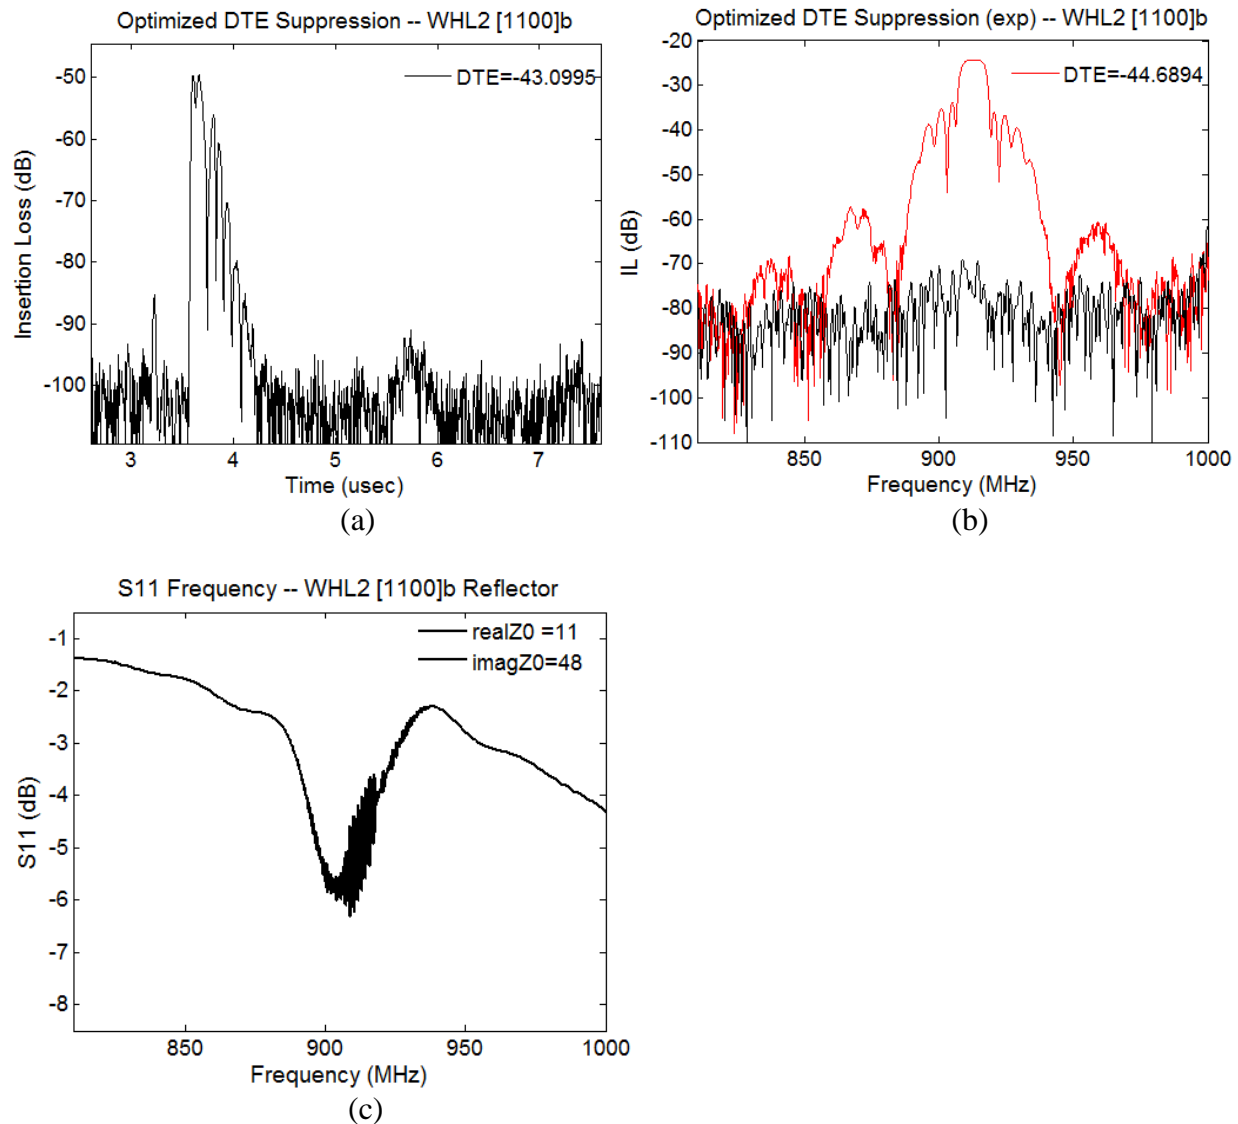 Optimized DTE Suppression -- WHL2 [1100]b
DTE=-43.0995
-50
-60
-70
-80
-90
-100
Insertion Loss (dB)
3 4 5 6 7
Time (usec)
(a)
Optimized DTE Suppression (exp) -- WHL2 [1100]b
DTE=-44.6894
-20
-30
-40
-50
-60
-70
-80
-90
-100
-110
IL (dB)
850 900 950 1000
Frequency (MHz)
(b)
S11 Frequency -- WHL2 [1100]b Reflector
realZ0 =11
imagZ0=48
-1
-2
-3
-4
-5
-6
-7
-8
S11 (dB)
850 900 950 1000
Frequency (MHz)
(c)